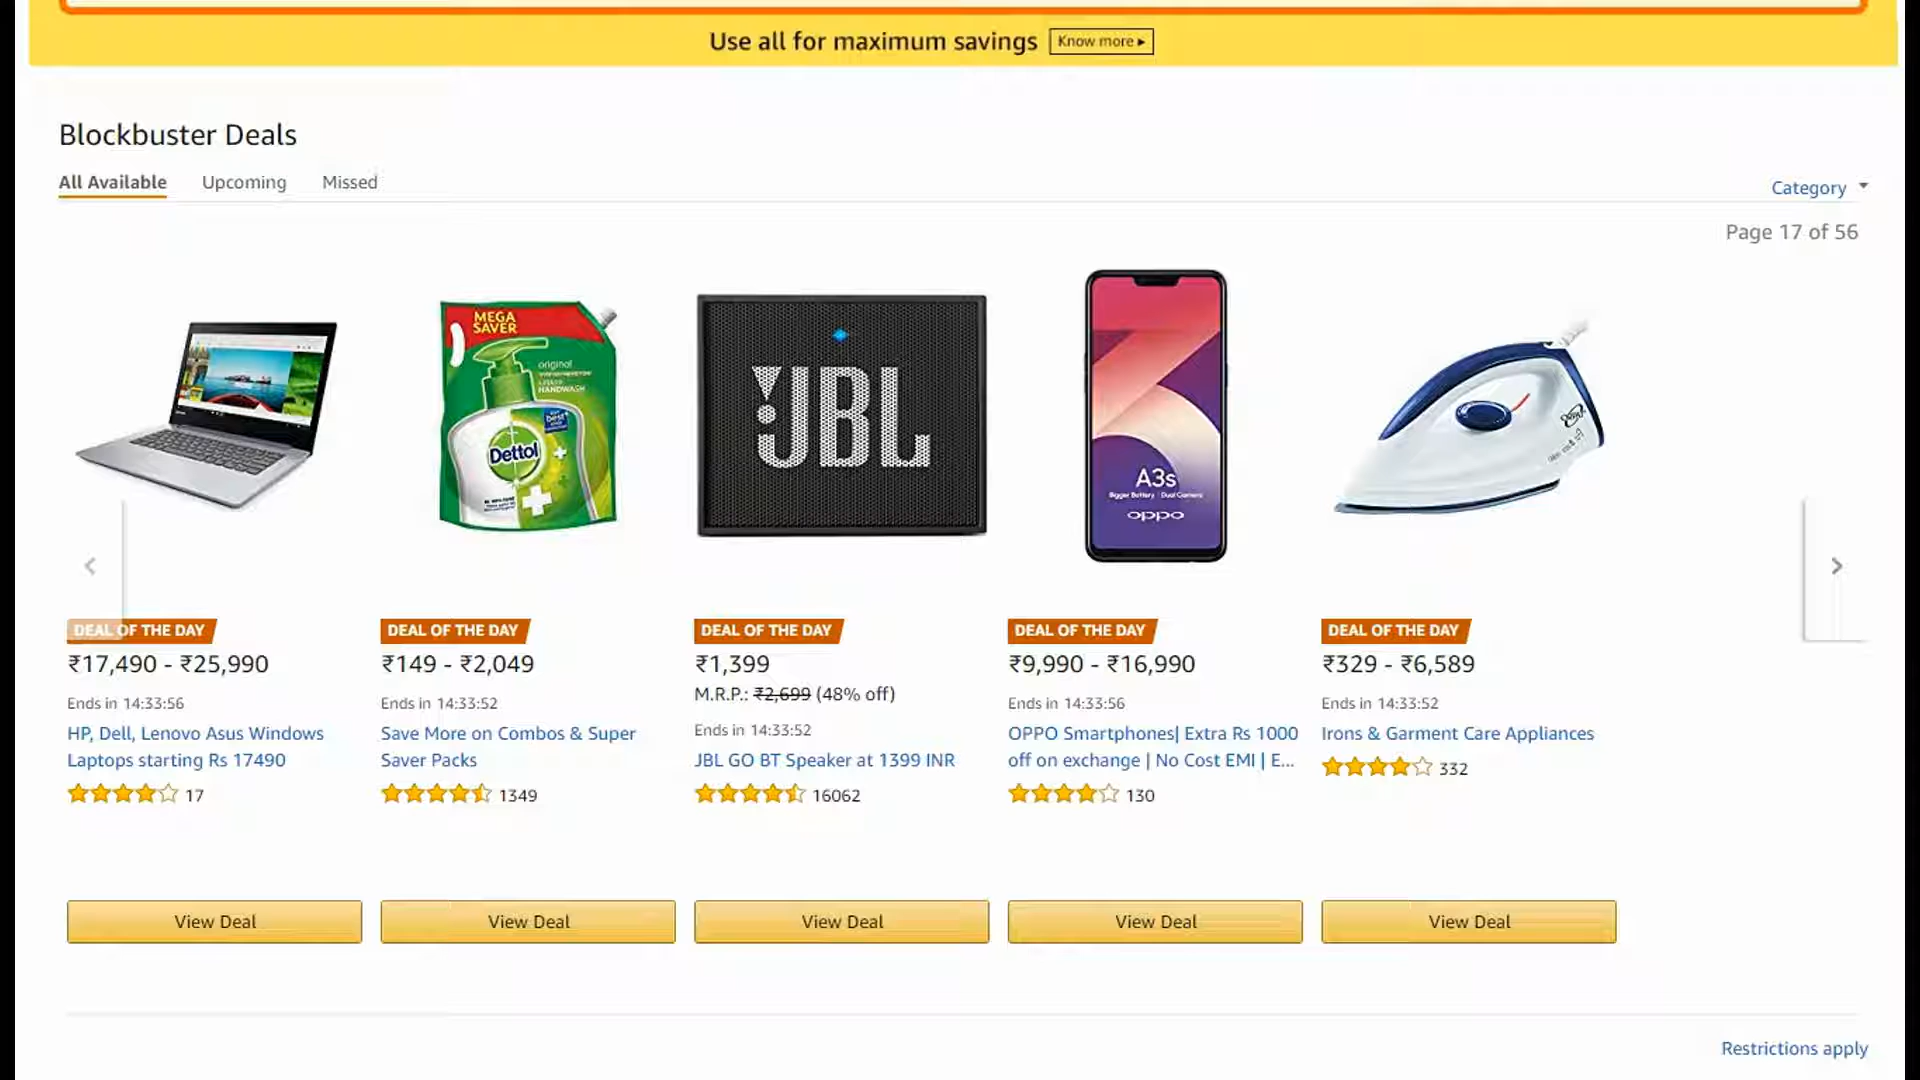 Use all for maximum savings Know more ▸
Blockbuster Deals
All Available Upcoming Missed
Category
Page 17 of 56
MEGA
SAVER
original
HANDWASH
Dettol
JBL
A3s
Bigger Battery Dual Camera
oppo
DEAL OF THE DAY
₹17,490 - ₹25,990
Ends in 14:33:56
HP, Dell, Lenovo Asus Windows
Laptops starting Rs 17490
17
View Deal
DEAL OF THE DAY
₹149 - ₹2,049
Ends in 14:33:52
Save More on Combos & Super
Saver Packs
1349
View Deal
DEAL OF THE DAY
₹1,399
M.R.P.: ₹2,699 (48% off)
Ends in 14:33:52
JBL GO BT Speaker at 1399 INR
16062
View Deal
DEAL OF THE DAY
₹9,990 - ₹16,990
Ends in 14:33:56
OPPO Smartphones| Extra Rs 1000
off on exchange | No Cost EMI | E...
130
View Deal
DEAL OF THE DAY
₹329 - ₹6,589
Ends in 14:33:52
Irons & Garment Care Appliances
332
View Deal
Restrictions apply